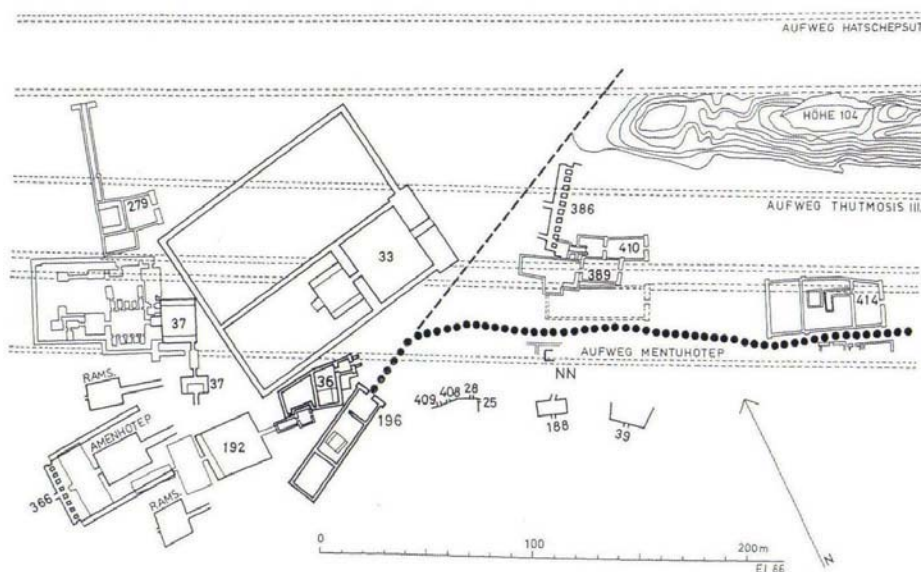 AUFWEG HATSCHEPSUT
HÖHE 104
279
386
AUFWEG THUTMOSIS III.
410
33
389
414
37
AUFWEG MENTUHOTEP
NN
RAMS.
37
36
196
409 408 28
25
188
39
AMENHOTEP
192
366
RAMS.
0 100 200m
N
E.L.66